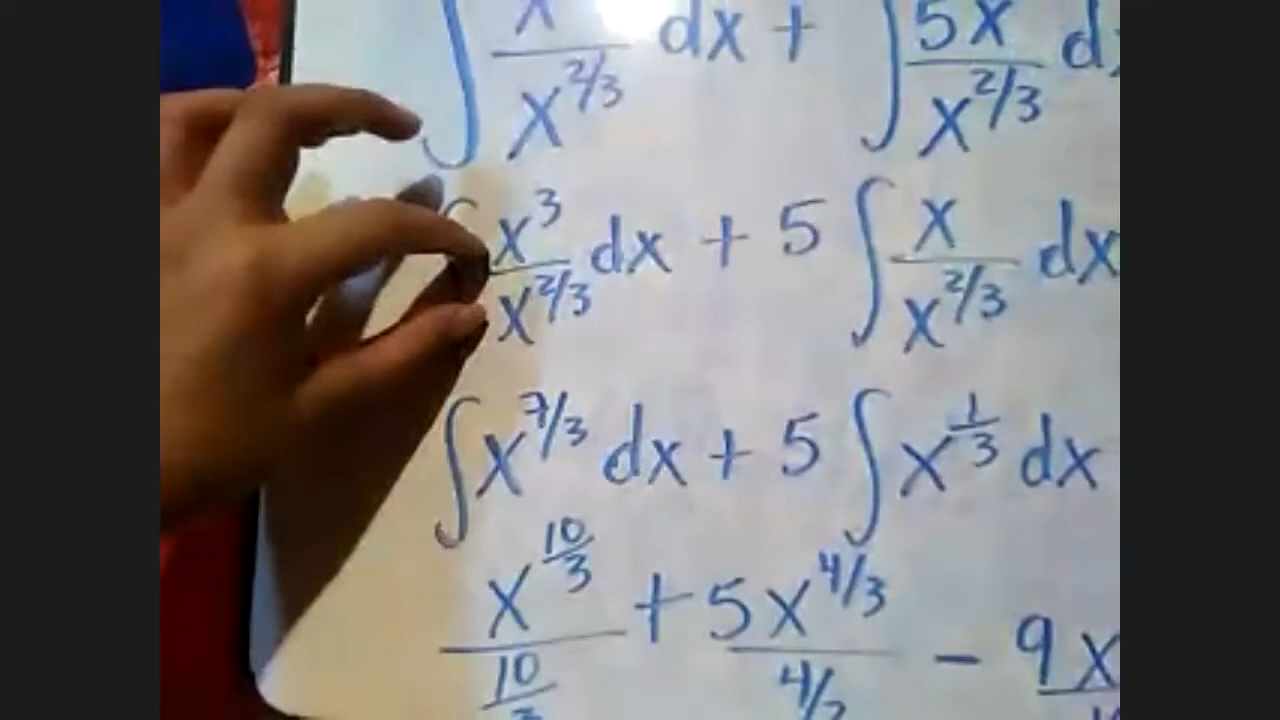 ∫ x / x^{2/3} dx + ∫ 5x / x^{2/3} d
∫ x^3 / x^{2/3} dx + 5 ∫ x / x^{2/3} dx
∫ x^{7/3} dx + 5 ∫ x^{1/3} dx
x^{10/3} / (10/3) + 5x^{4/3} / (4/3) - 9x